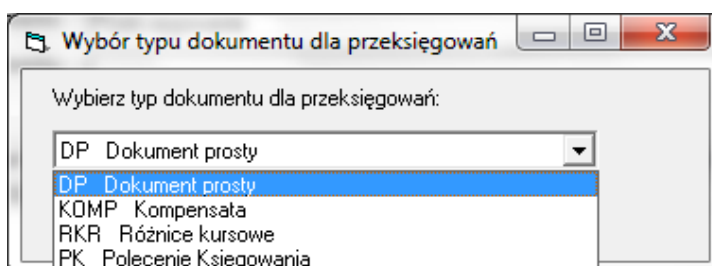 Wybór typu dokumentu dla przeksięgowań
Wybierz typ dokumentu dla przeksięgowań:
DP Dokument prosty
DP Dokument prosty
KOMP Kompensata
RKR Różnice kursowe
PK Polecenie Księgowania